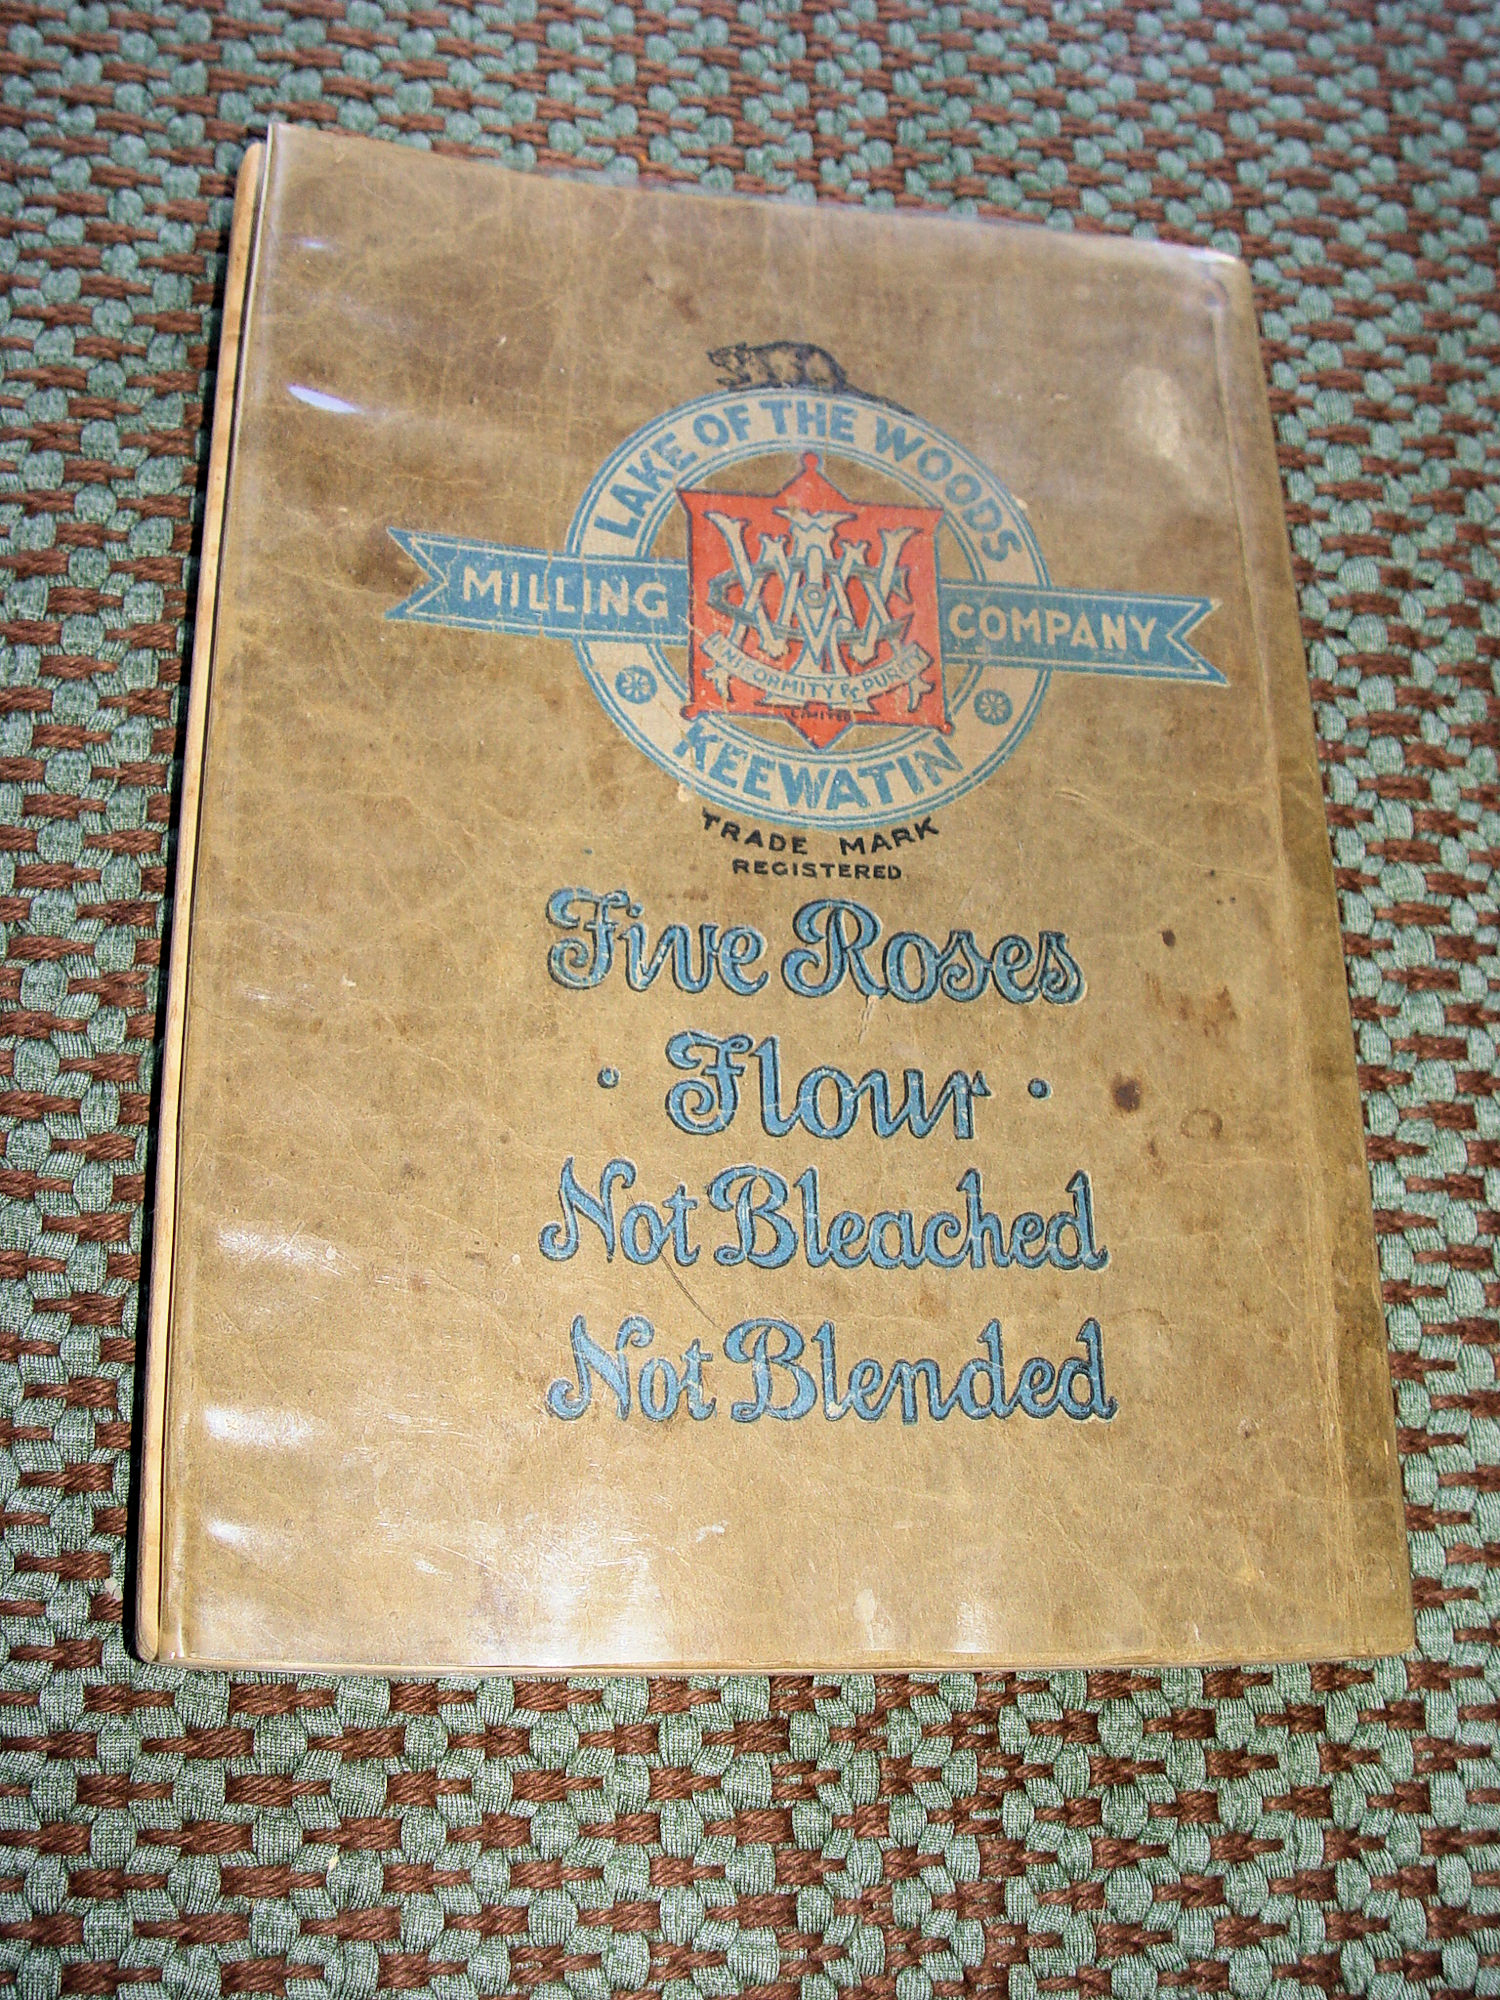 LAKE OF THE WOODS
MILLING COMPANY
UNIFORMITY & PURITY
LIMITED
KEEWATIN
TRADE MARK
REGISTERED
Five Roses
· Flour ·
Not Bleached
Not Blended